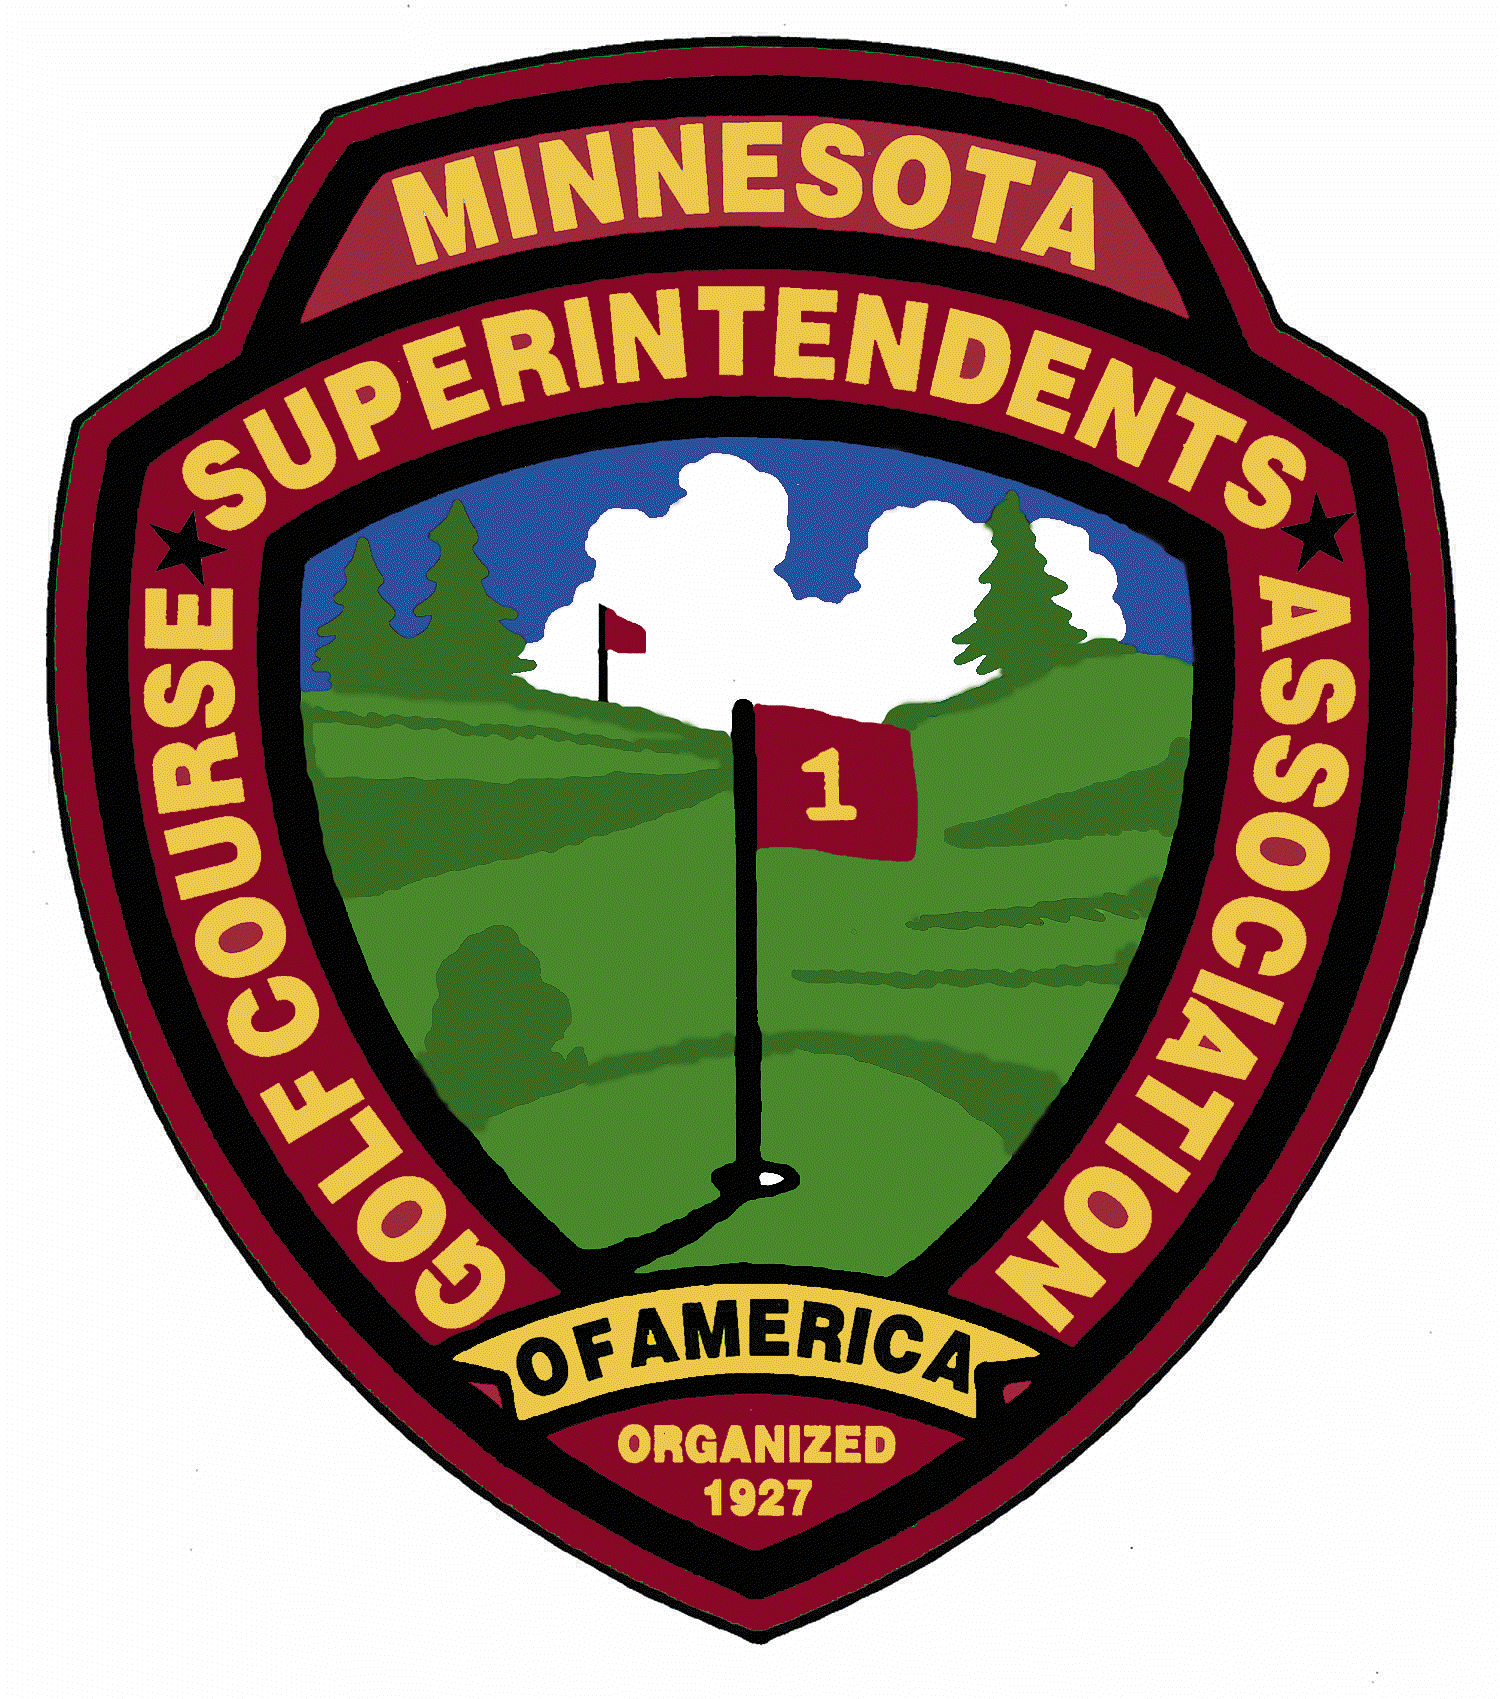 MINNESOTA
GOLF COURSE ★ SUPERINTENDENTS ★ ASSOCIATION
1
OF AMERICA
ORGANIZED
1927